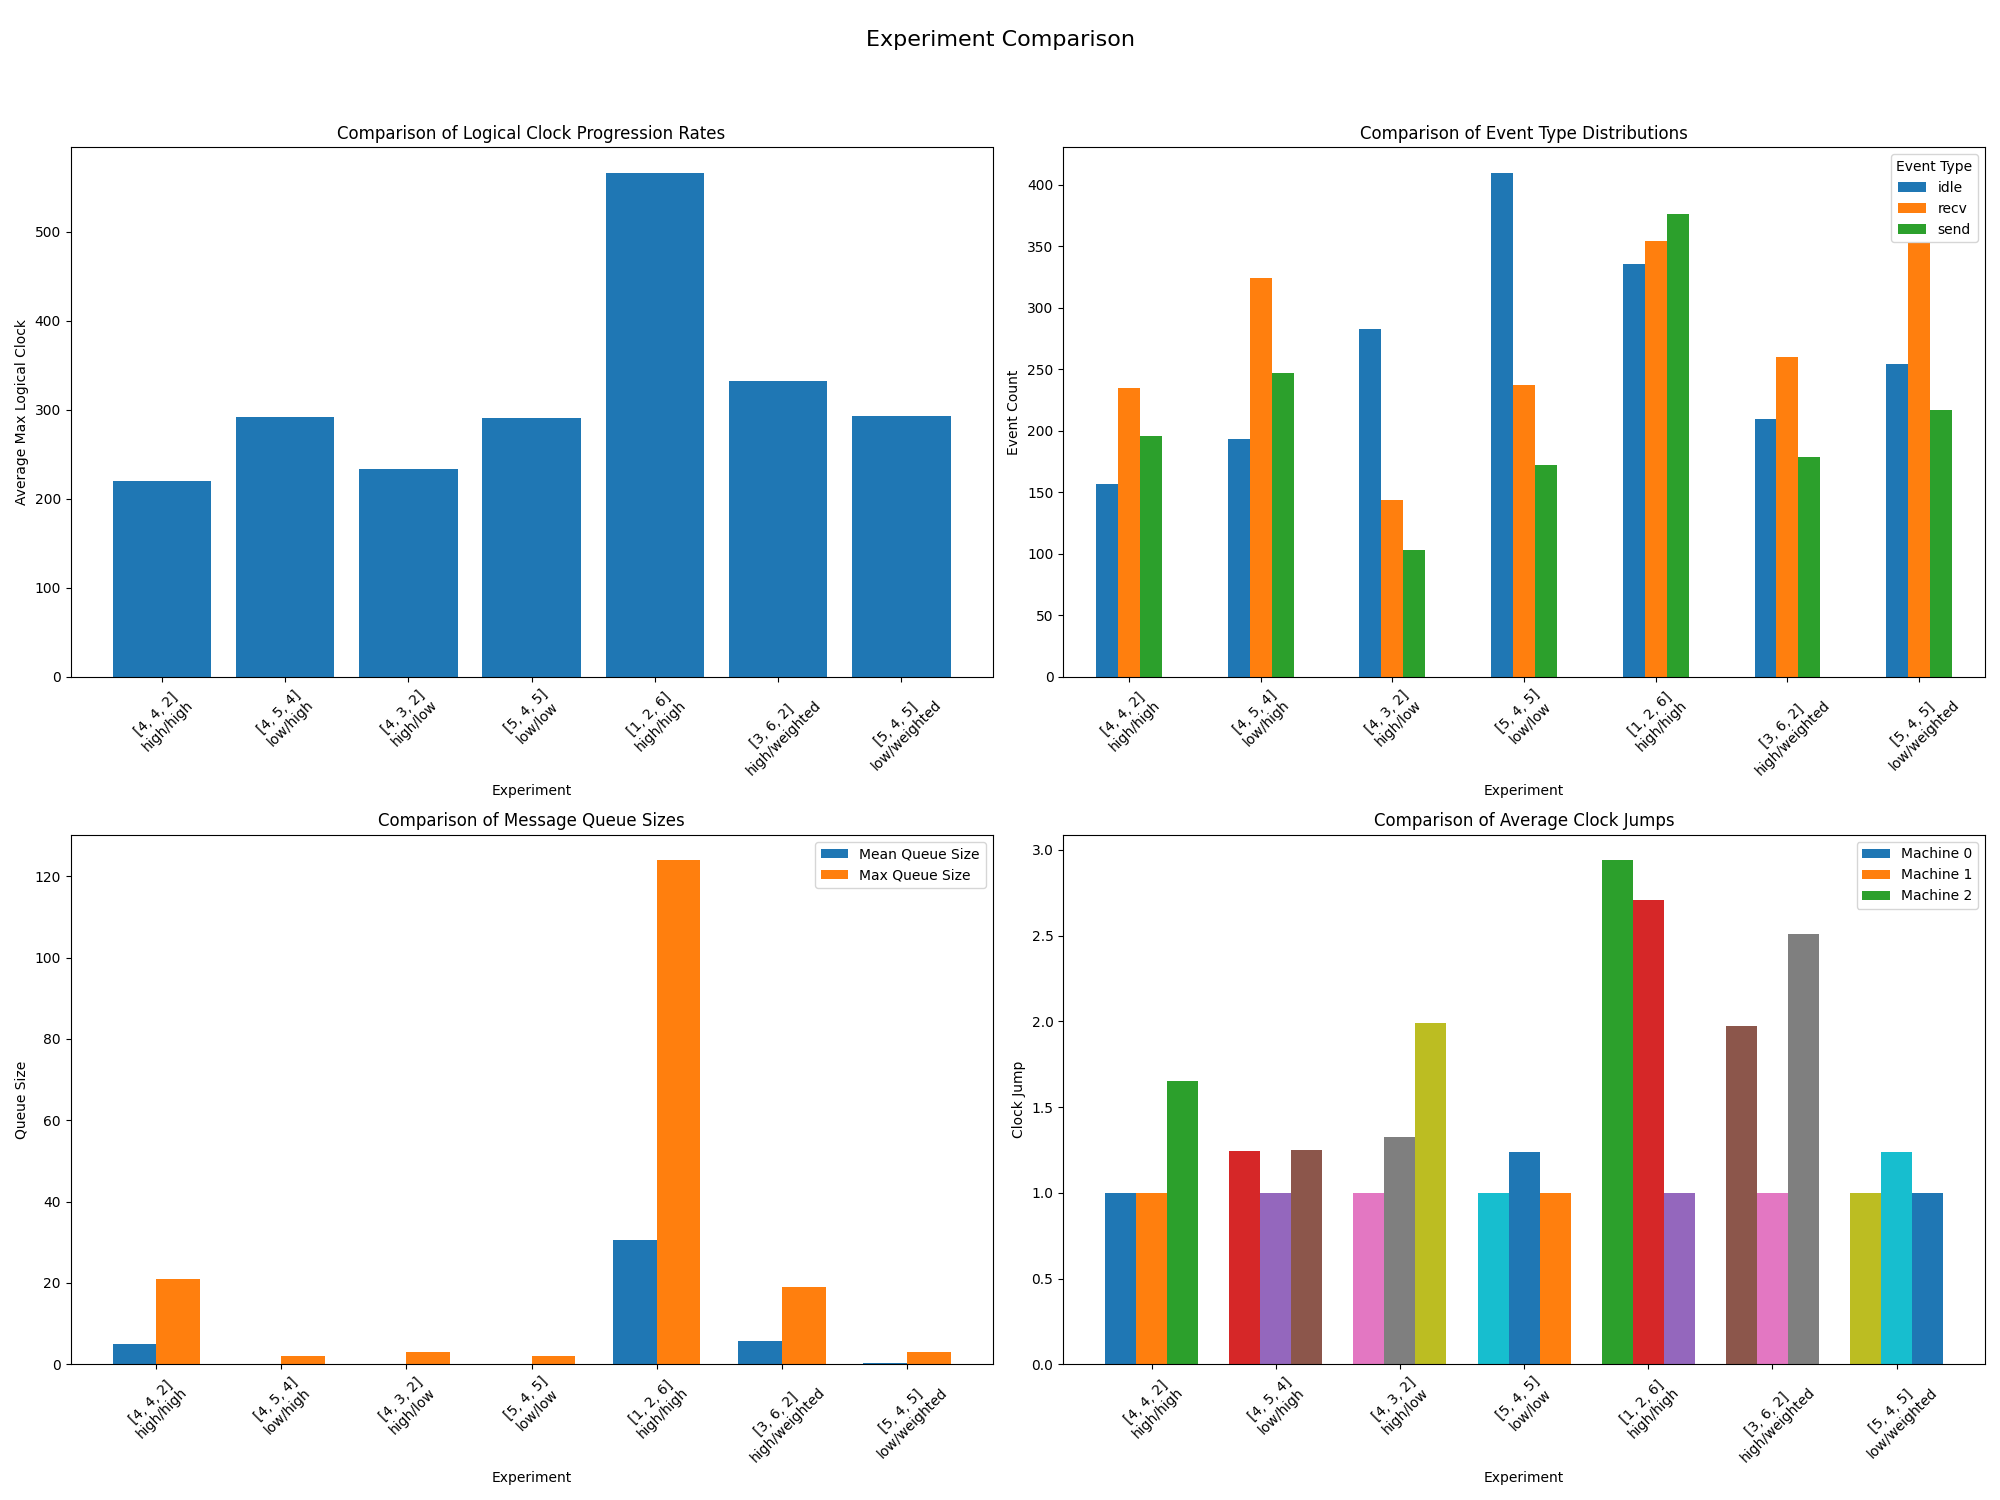 Experiment Comparison
Comparison of Logical Clock Progression Rates
Average Max Logical Clock
500
400
300
200
100
0
[4, 4, 2]
high/high
[4, 5, 4]
low/high
[4, 3, 2]
high/low
[5, 4, 5]
low/low
[1, 2, 6]
high/high
[3, 6, 2]
high/weighted
[5, 4, 5]
low/weighted
Experiment
Comparison of Event Type Distributions
Event Count
400
350
300
250
200
150
100
50
0
Event Type
idle
recv
send
[4, 4, 2]
high/high
[4, 5, 4]
low/high
[4, 3, 2]
high/low
[5, 4, 5]
low/low
[1, 2, 6]
high/high
[3, 6, 2]
high/weighted
[5, 4, 5]
low/weighted
Experiment
Comparison of Message Queue Sizes
Queue Size
120
100
80
60
40
20
0
Mean Queue Size
Max Queue Size
[4, 4, 2]
high/high
[4, 5, 4]
low/high
[4, 3, 2]
high/low
[5, 4, 5]
low/low
[1, 2, 6]
high/high
[3, 6, 2]
high/weighted
[5, 4, 5]
low/weighted
Experiment
Comparison of Average Clock Jumps
Clock Jump
3.0
2.5
2.0
1.5
1.0
0.5
0.0
Machine 0
Machine 1
Machine 2
[4, 4, 2]
high/high
[4, 5, 4]
low/high
[4, 3, 2]
high/low
[5, 4, 5]
low/low
[1, 2, 6]
high/high
[3, 6, 2]
high/weighted
[5, 4, 5]
low/weighted
Experiment